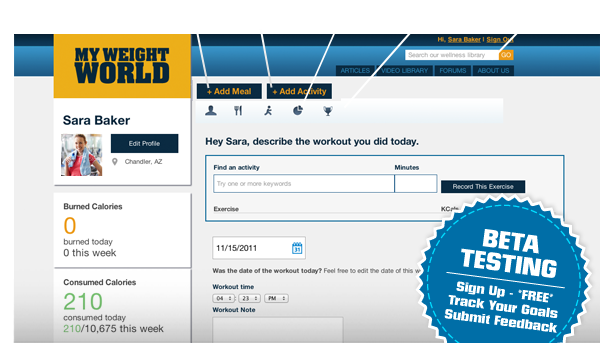 Hi, Sara Baker | Sign Out
MY WEIGHT
WORLD
Search our wellness library
GO
ARTICLES
VIDEO LIBRARY
FORUMS
ABOUT US
+ Add Meal
+ Add Activity
Sara Baker
Edit Profile
Chandler, AZ
Hey Sara, describe the workout you did today.
Find an activity
Minutes
Try one or more keywords
Record This Exercise
Exercise
KCals
Burned Calories
0
burned today
0 this week
11/15/2011
31
Was the date of the workout today? Feel free to edit the date of this
Workout time
04
23
PM
Workout Note
Consumed Calories
210
consumed today
210/10,675 this week
BETA
TESTING
Sign Up - *FREE*
Track Your Goals
Submit Feedback